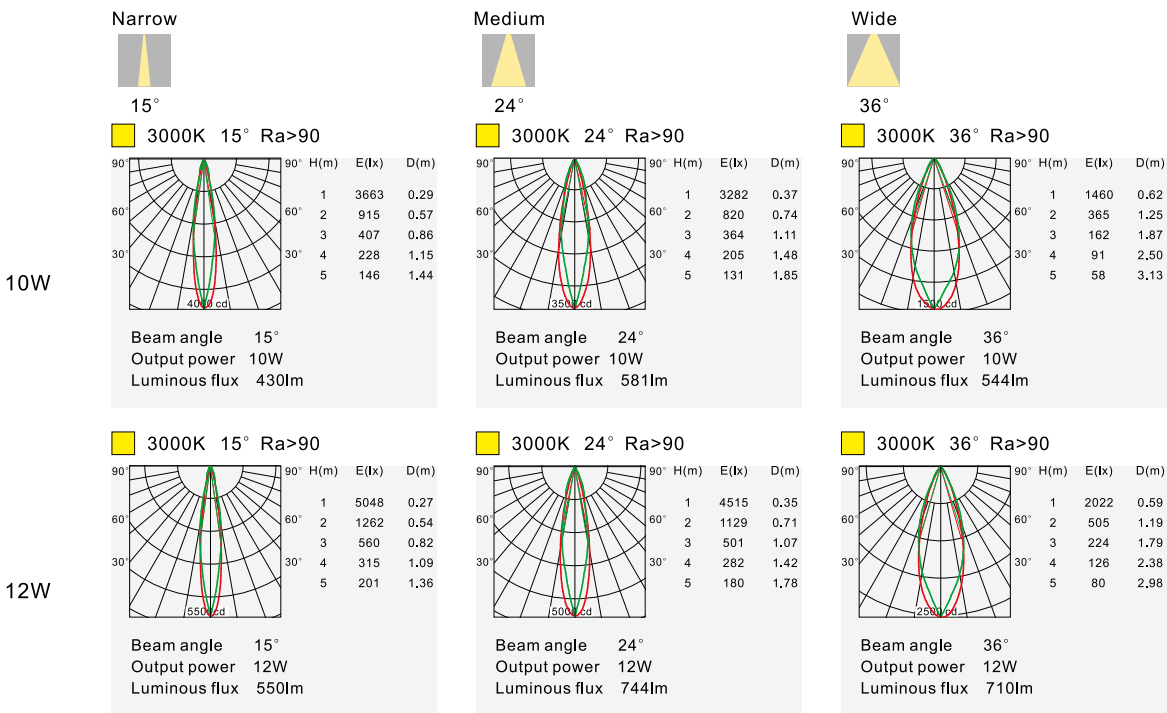 Narrow
Medium
Wide
15°
24°
36°
10W
3000K 15° Ra>90
90° 90° H(m) E(lx) D(m)
1 3663 0.29
60° 60° 2 915 0.57
3 407 0.86
30° 4 228 1.15
5 146 1.44
4000 cd
Beam angle 15°
Output power 10W
Luminous flux 430lm
3000K 24° Ra>90
90° 90° H(m) E(lx) D(m)
1 3282 0.37
60° 60° 2 820 0.74
3 364 1.11
30° 4 205 1.48
5 131 1.85
3500 cd
Beam angle 24°
Output power 10W
Luminous flux 581lm
3000K 36° Ra>90
90° 90° H(m) E(lx) D(m)
1 1460 0.62
60° 60° 2 365 1.25
3 162 1.87
30° 4 91 2.50
5 58 3.13
1500 cd
Beam angle 36°
Output power 10W
Luminous flux 544lm
12W
3000K 15° Ra>90
90° 90° H(m) E(lx) D(m)
1 5048 0.27
60° 60° 2 1262 0.54
3 560 0.82
30° 4 315 1.09
5 201 1.36
5500 cd
Beam angle 15°
Output power 12W
Luminous flux 550lm
3000K 24° Ra>90
90° 90° H(m) E(lx) D(m)
1 4515 0.35
60° 60° 2 1129 0.71
3 501 1.07
30° 4 282 1.42
5 180 1.78
5000 cd
Beam angle 24°
Output power 12W
Luminous flux 744lm
3000K 36° Ra>90
90° 90° H(m) E(lx) D(m)
1 2022 0.59
60° 60° 2 505 1.19
3 224 1.79
30° 4 126 2.38
5 80 2.98
2500 cd
Beam angle 36°
Output power 12W
Luminous flux 710lm